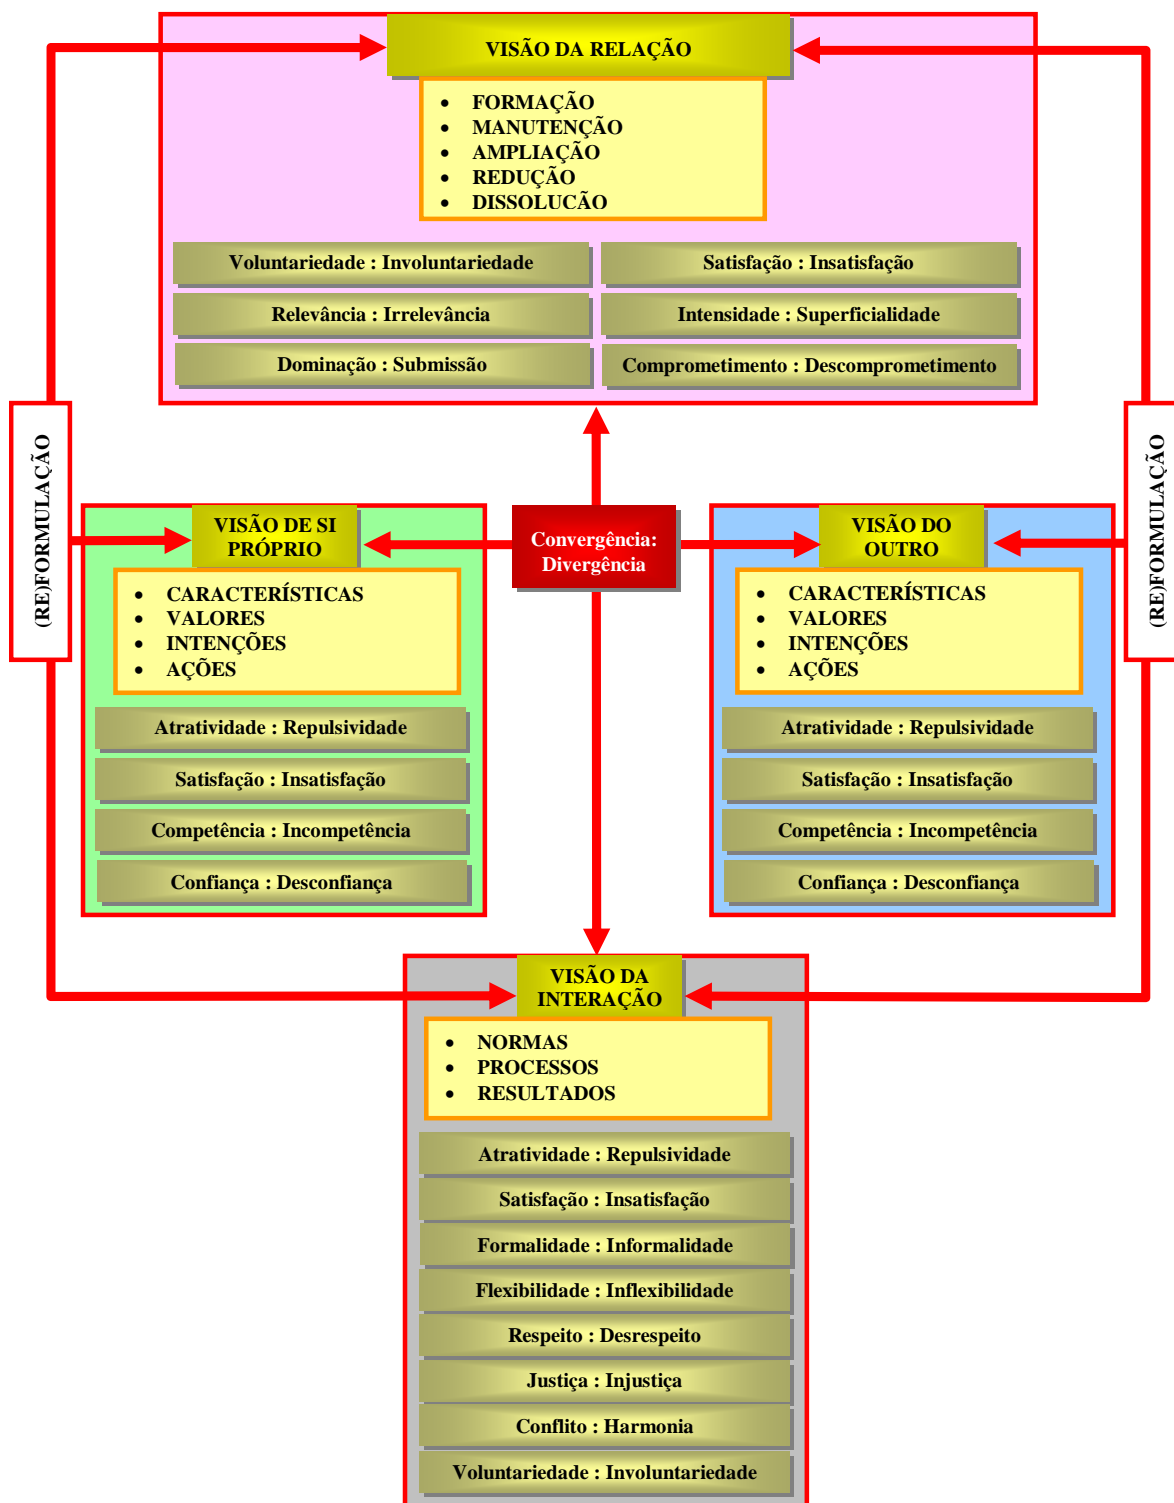 VISÃO DA RELAÇÃO
• FORMAÇÃO
• MANUTENÇÃO
• AMPLIAÇÃO
• REDUÇÃO
• DISSOLUCÃO
Voluntariedade : Involuntariedade
Satisfação : Insatisfação
Relevância : Irrelevância
Intensidade : Superficialidade
Dominação : Submissão
Comprometimento : Descomprometimento
(RE)FORMULAÇÃO
(RE)FORMULAÇÃO
VISÃO DE SI
PRÓPRIO
• CARACTERÍSTICAS
• VALORES
• INTENÇÕES
• AÇÕES
Atratividade : Repulsividade
Satisfação : Insatisfação
Competência : Incompetência
Confiança : Desconfiança
Convergência:
Divergência
VISÃO DO
OUTRO
• CARACTERÍSTICAS
• VALORES
• INTENÇÕES
• AÇÕES
Atratividade : Repulsividade
Satisfação : Insatisfação
Competência : Incompetência
Confiança : Desconfiança
VISÃO DA
INTERAÇÃO
• NORMAS
• PROCESSOS
• RESULTADOS
Atratividade : Repulsividade
Satisfação : Insatisfação
Formalidade : Informalidade
Flexibilidade : Inflexibilidade
Respeito : Desrespeito
Justiça : Injustiça
Conflito : Harmonia
Voluntariedade : Involuntariedade